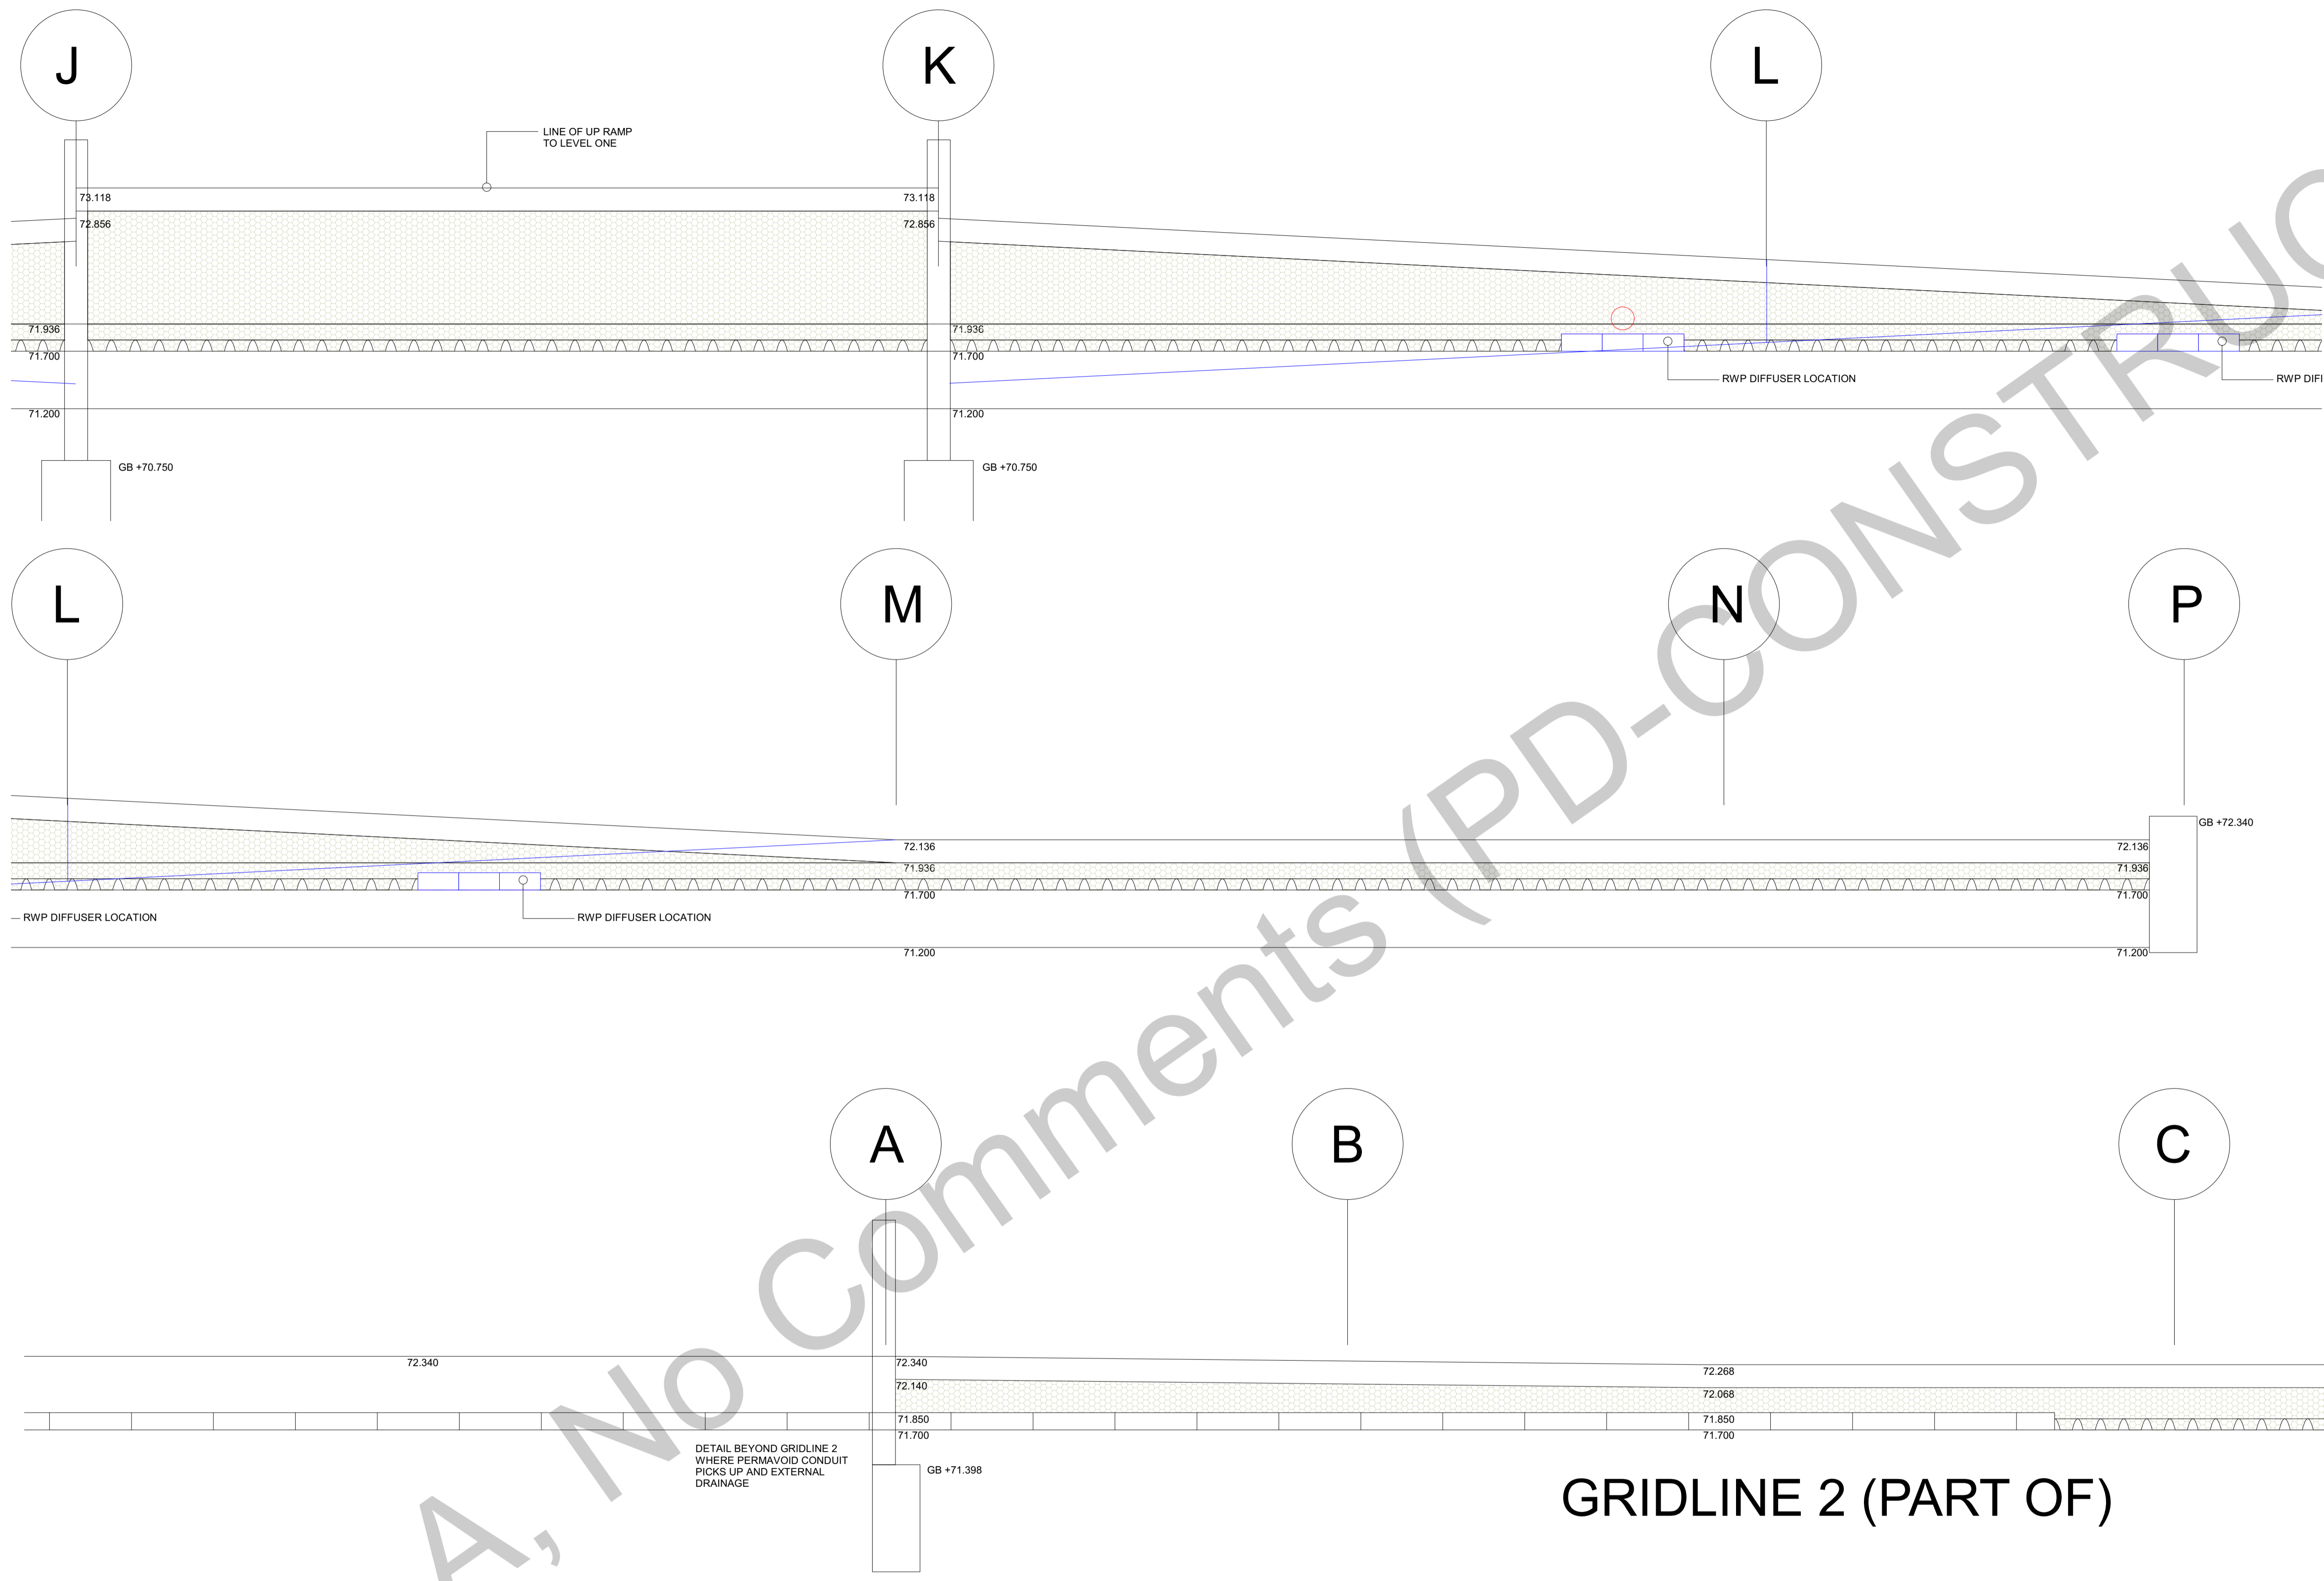 J
K
L
LINE OF UP RAMP
TO LEVEL ONE
73.118
73.118
72.856
72.856
71.936
71.936
71.700
71.700
RWP DIFFUSER LOCATION
RWP DIF
71.200
71.200
GB +70.750
GB +70.750
L
M
N
P
GB +72.340
72.136
72.136
71.936
71.936
71.700
71.700
RWP DIFFUSER LOCATION
RWP DIFFUSER LOCATION
71.200
71.200
A
B
C
72.340
72.340
72.268
72.140
72.068
71.850
71.850
71.700
71.700
DETAIL BEYOND GRIDLINE 2
WHERE PERMAVOID CONDUIT
PICKS UP AND EXTERNAL
DRAINAGE
GB +71.398
GRIDLINE 2 (PART OF)
A, No Comments (PD-CONSTRUC